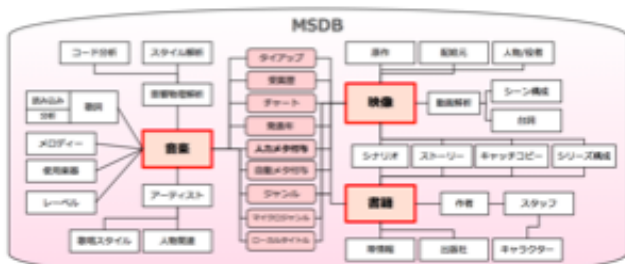 MSDB
コード分析
スタイル解析
音響物理解析
読み込み
分析
歌詞
メロディー
使用楽器
レーベル
音楽
アーティスト
歌唱スタイル
人物関連
タイアップ
受賞歴
チャート
発表年
人力メタ付与
自動メタ付与
ジャンル
マイクロジャンル
ローカルタイトル
原作
配給元
人物/役者
映像
動画解析
シーン構成
台詞
シナリオ
ストーリー
キャッチコピー
シリーズ構成
書籍
作者
スタッフ
帯情報
出版社
キャラクター